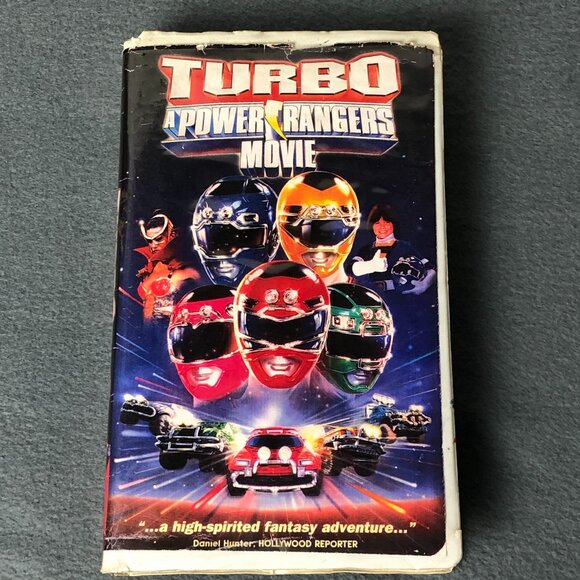 TURBO
A POWER RANGERS
MOVIE
"...a high-spirited fantasy adventure..."
Daniel Hunter, HOLLYWOOD REPORTER